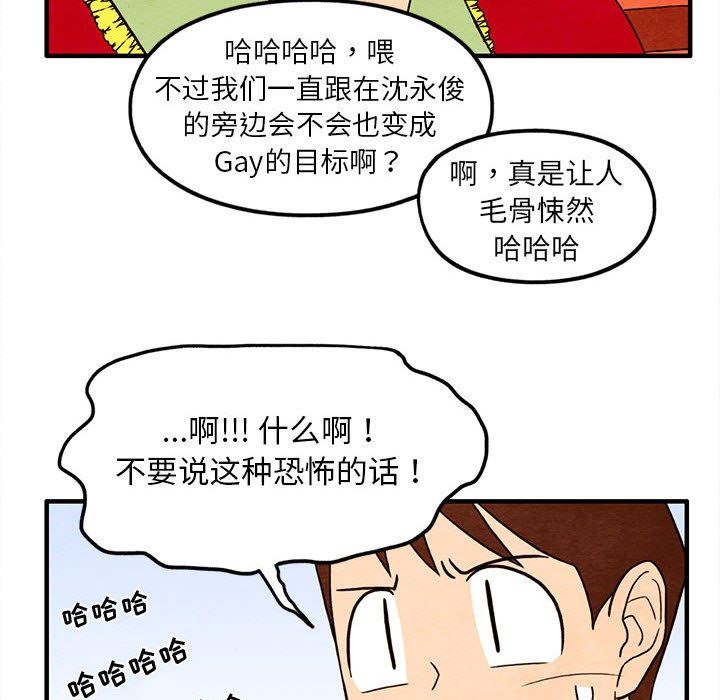 哈哈哈哈，喂
不过我们一直跟在沈永俊
的旁边会不会也变成
Gay的目标啊？
啊，真是让人
毛骨悚然
哈哈哈
...啊!!! 什么啊！
不要说这种恐怖的话！
哈哈哈
哈哈哈哈
哈哈哈